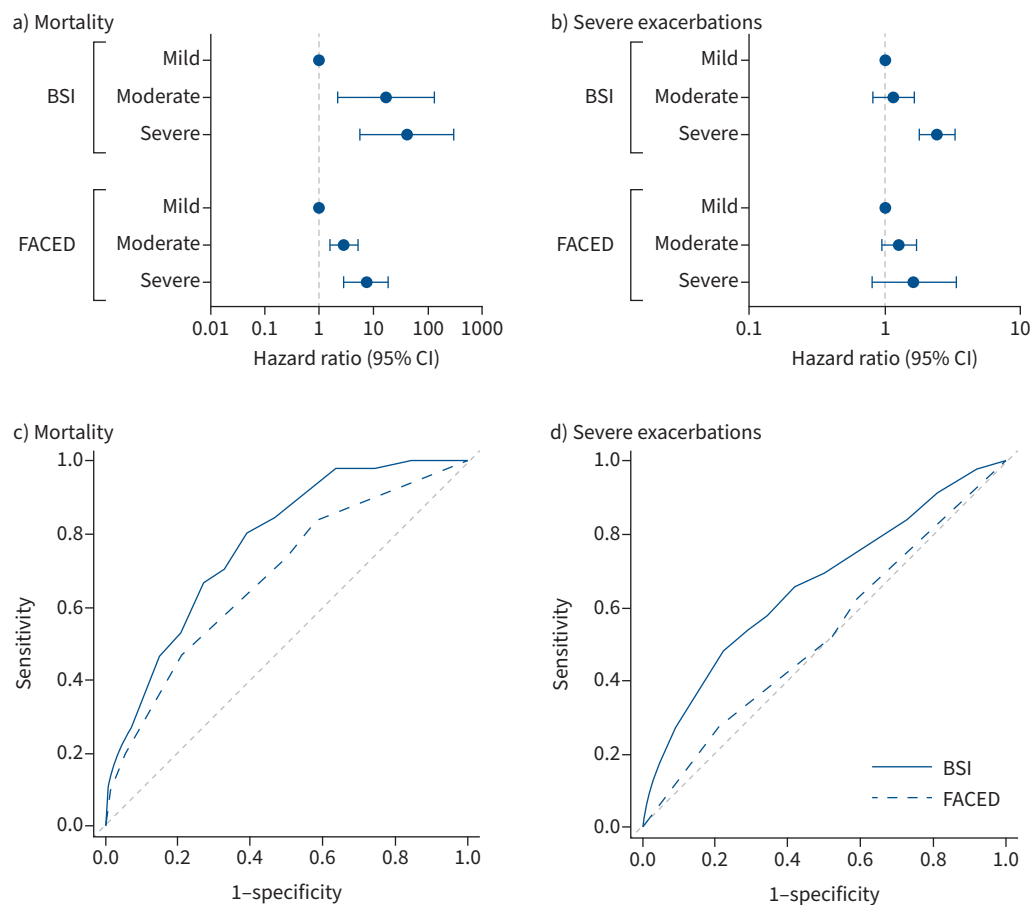 a) Mortality
BSI
Mild
Moderate
Severe
FACED
Mild
Moderate
Severe
0.01 0.1 1 10 100 1000
Hazard ratio (95% CI)
b) Severe exacerbations
BSI
Mild
Moderate
Severe
FACED
Mild
Moderate
Severe
0.1 1 10
Hazard ratio (95% CI)
c) Mortality
Sensitivity
1.0
0.8
0.6
0.4
0.2
0.0
0.0 0.2 0.4 0.6 0.8 1.0
1–specificity
d) Severe exacerbations
Sensitivity
1.0
0.8
0.6
0.4
0.2
0.0
BSI
FACED
0.0 0.2 0.4 0.6 0.8 1.0
1–specificity